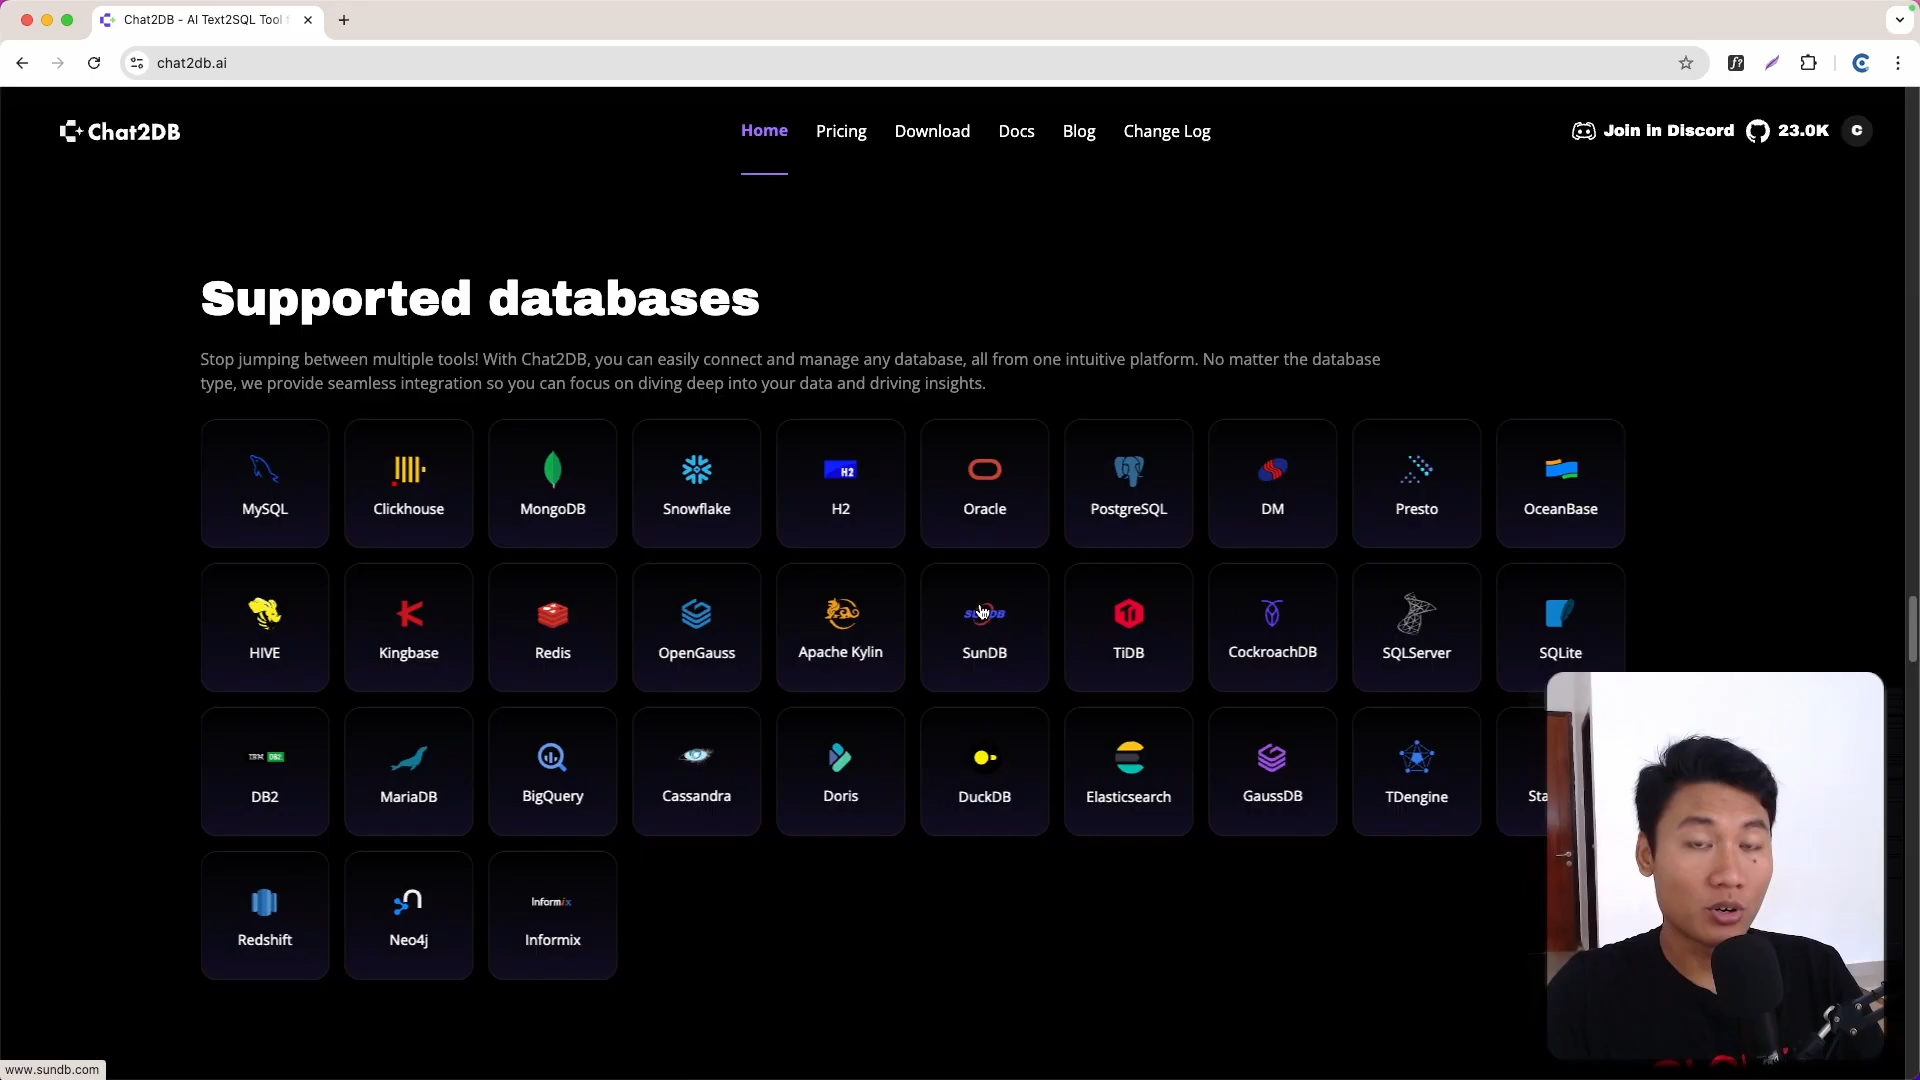 Chat2DB - AI Text2SQL Tool
chat2db.ai
Chat2DB
Home
Pricing
Download
Docs
Blog
Change Log
Join in Discord
23.0K
C
Supported databases
Stop jumping between multiple tools! With Chat2DB, you can easily connect and manage any database, all from one intuitive platform. No matter the database
type, we provide seamless integration so you can focus on diving deep into your data and driving insights.
H2
MySQL
Clickhouse
MongoDB
Snowflake
H2
Oracle
PostgreSQL
DM
Presto
OceanBase
HIVE
Kingbase
Redis
OpenGauss
Apache Kylin
SunDB
TiDB
CockroachDB
SQLServer
SQLite
IBM DB2
DB2
MariaDB
BigQuery
Cassandra
Doris
DuckDB
Elasticsearch
GaussDB
TDengine
Sta
Informix
Redshift
Neo4j
Informix
www.sundb.com